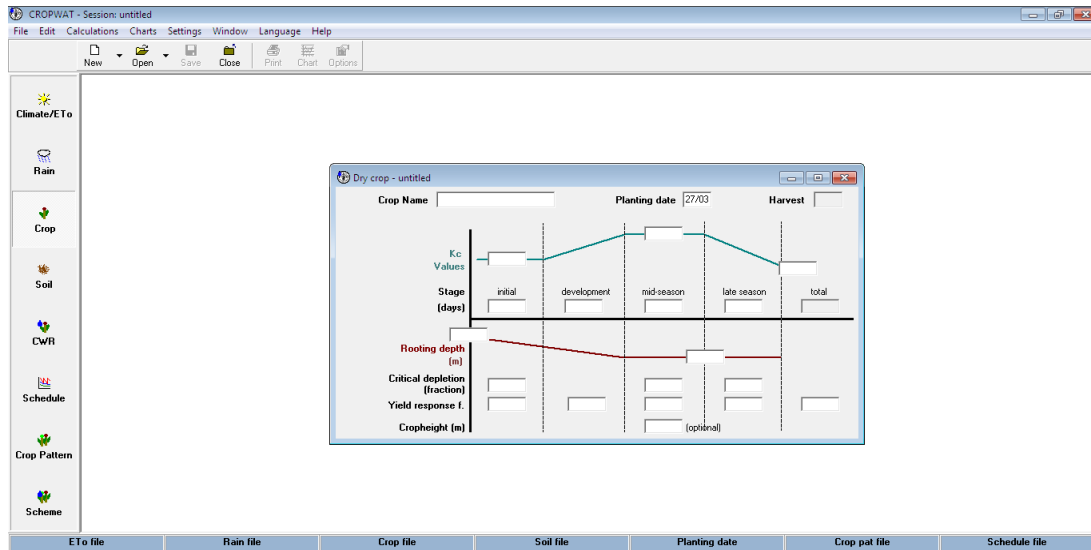 CROPWAT - Session: untitled
File Edit Calculations Charts Settings Window Language Help
New Open Save Close Print Chart Options
Climate/ETo
Rain
Crop
Soil
CWR
Schedule
Crop Pattern
Scheme
Dry crop - untitled
Crop Name Planting date 27/03 Harvest
Kc
Values
Stage initial development mid-season late season total
(days)
Rooting depth
(m)
Critical depletion
(fraction)
Yield response f.
Cropheight (m) (optional)
ETo file Rain file Crop file Soil file Planting date Crop pat file Schedule file